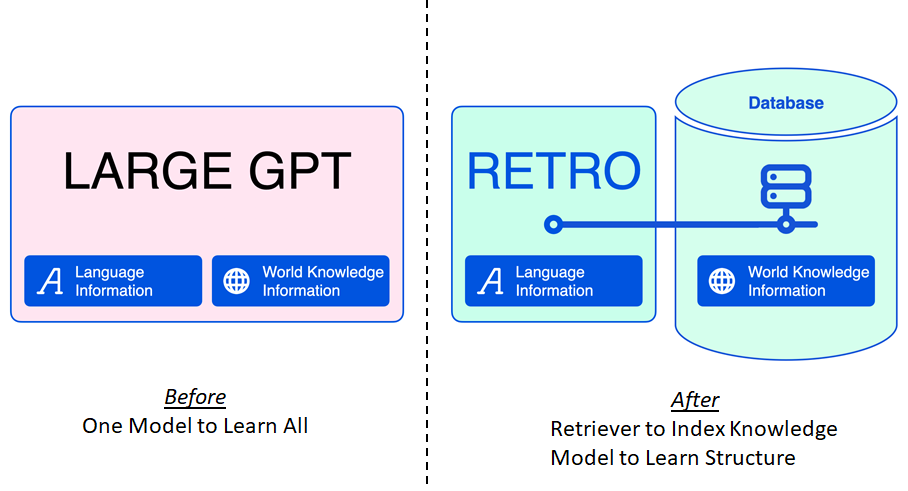 LARGE GPT
Language
Information
World Knowledge
Information
Before
One Model to Learn All
RETRO
Language
Information
Database
World Knowledge
Information
After
Retriever to Index Knowledge
Model to Learn Structure